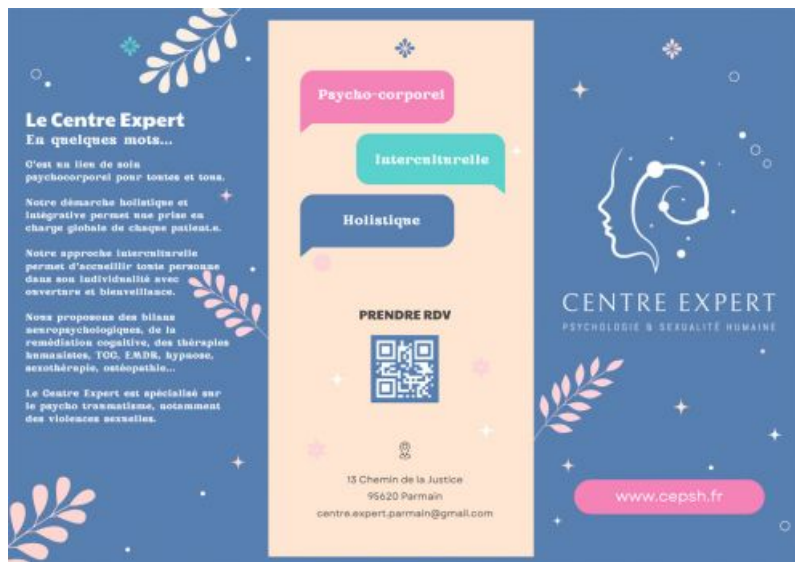 Le Centre Expert
En quelques mots...
C'est un lien de soin
psychocorporel pour toutes et tous.
Notre démarche holistique et
intégrative permet une prise en
charge globale de chaque patient.e.
Notre approche interculturelle
permet d'accueillir toute personne
dans son individualité avec
ouverture et bienveillance.
Nous proposons des bilans
neuropsychologiques, de la
remédiation cognitive, des thérapies
humanistes, TCC, EMDR, hypnose,
sexothérapie, ostéopathie...
Le Centre Expert est spécialisé sur
le psycho traumatisme, notamment
des violences sexuelles.
Psycho-corporel
Interculturelle
Holistique
PRENDRE RDV
13 Chemin de la Justice
95620 Parmain
centre.expert.parmain@gmail.com
CENTRE EXPERT
PSYCHOLOGIE & SEXUALITÉ HUMAINE
www.cepsh.fr